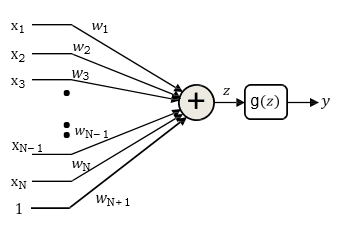 x₁ w₁
x₂ w₂
x₃ w₃
+ z g(z) y
xN−1 wN−1
xN wN
1 wN+1